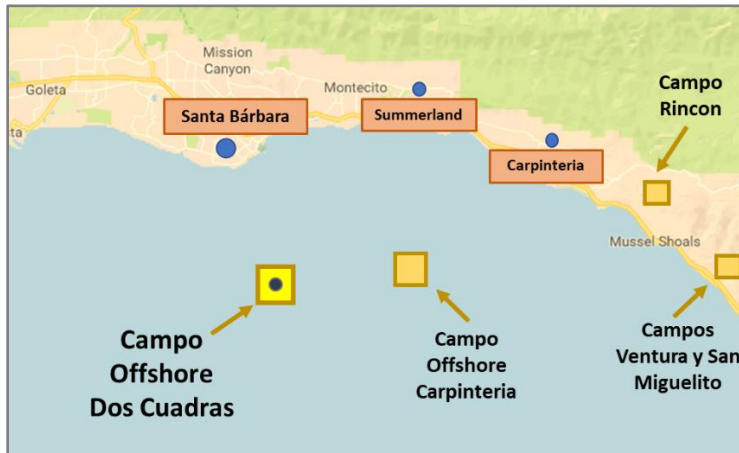 Mission
Canyon
Goleta
Montecito
Campo
Rincon
Santa Bárbara
Summerland
ta
Carpinteria
Mussel Shoals
Campo
Offshore
Dos Cuadras
Campo
Offshore
Carpinteria
Campos
Ventura y San
Miguelito